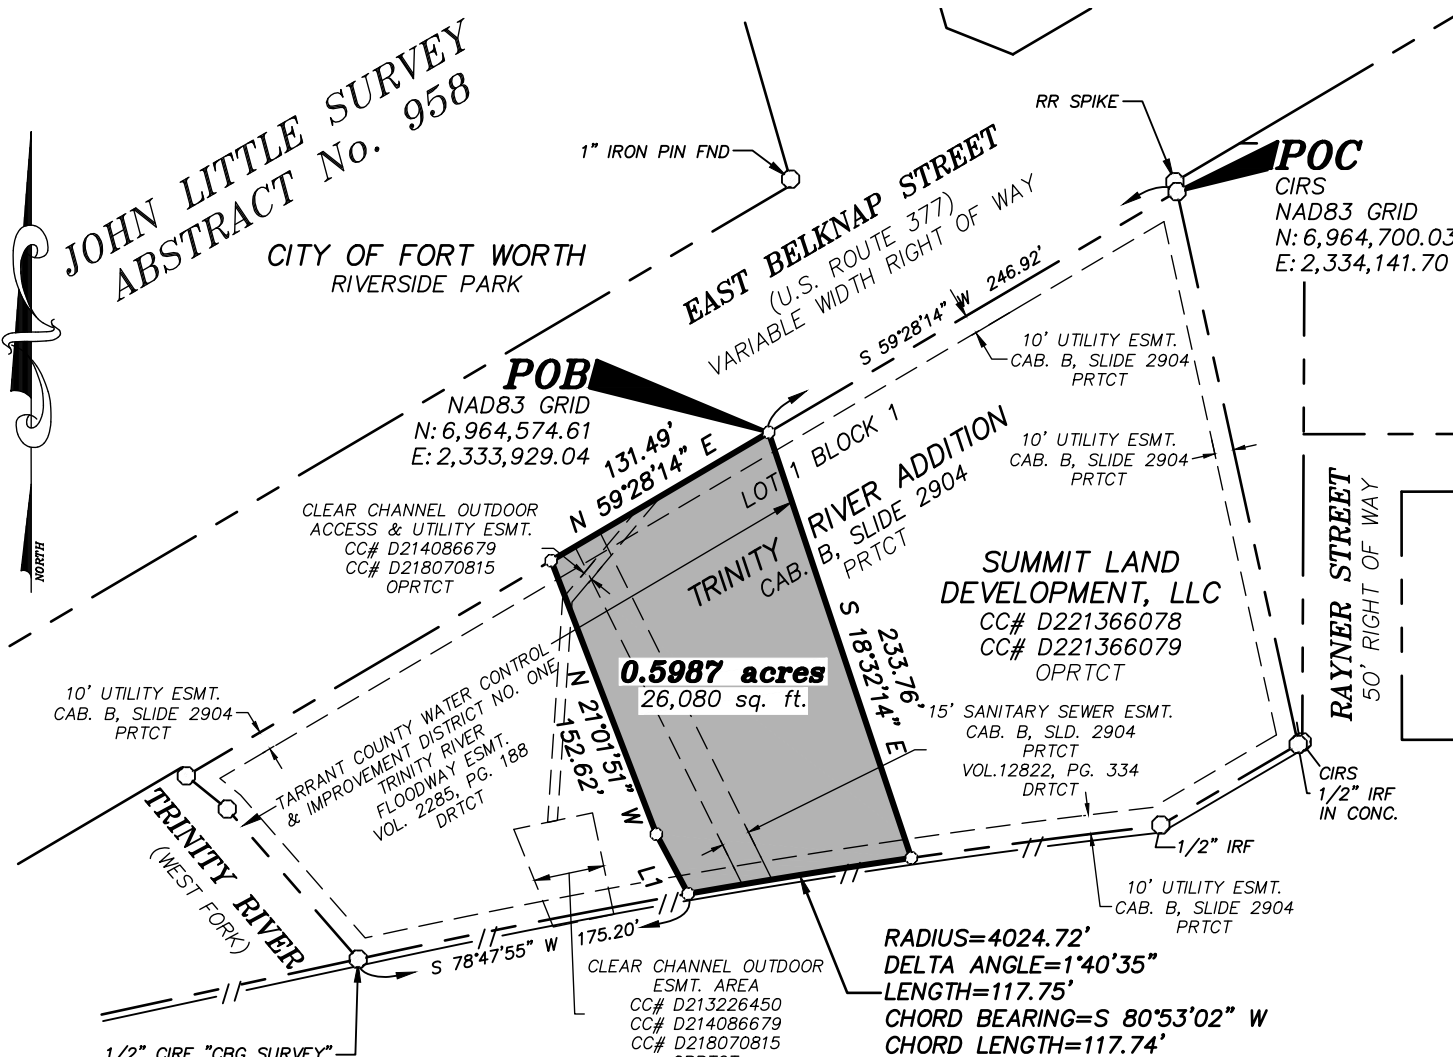 JOHN LITTLE SURVEY
ABSTRACT No. 958
CITY OF FORT WORTH
RIVERSIDE PARK
1" IRON PIN FND
RR SPIKE
POC
CIRS
NAD83 GRID
N: 6,964,700.03
E: 2,334,141.70
EAST BELKNAP STREET
(U.S. ROUTE 377)
VARIABLE WIDTH RIGHT OF WAY
S 59°28'14" W 246.92'
10' UTILITY ESMT.
CAB. B, SLIDE 2904
PRTCT
POB
NAD83 GRID
N: 6,964,574.61
E: 2,333,929.04
131.49'
N 59°28'14" E
LOT 1 BLOCK 1
TRINITY RIVER ADDITION
CAB. B, SLIDE 2904
PRTCT
10' UTILITY ESMT.
CAB. B, SLIDE 2904
PRTCT
CLEAR CHANNEL OUTDOOR
ACCESS & UTILITY ESMT.
CC# D214086679
CC# D218070815
OPRTCT
NORTH
SUMMIT LAND
DEVELOPMENT, LLC
CC# D221366078
CC# D221366079
OPRTCT
RAYNER STREET
50' RIGHT OF WAY
0.5987 acres
26,080 sq. ft.
N 21°01'51" W
152.62'
233.76'
S 18°32'14" E
10' UTILITY ESMT.
CAB. B, SLIDE 2904
PRTCT
TARRANT COUNTY WATER CONTROL
& IMPROVEMENT DISTRICT NO. ONE
TRINITY RIVER
FLOODWAY ESMT.
VOL. 2285, PG. 188
DRTCT
15' SANITARY SEWER ESMT.
CAB. B, SLD. 2904
PRTCT
VOL.12822, PG. 334
DRTCT
CIRS
1/2" IRF
IN CONC.
1/2" IRF
TRINITY RIVER
(WEST FORK)
L1
10' UTILITY ESMT.
CAB. B, SLIDE 2904
PRTCT
S 78°47'55" W 175.20'
RADIUS=4024.72'
DELTA ANGLE=1°40'35"
LENGTH=117.75'
CHORD BEARING=S 80°53'02" W
CHORD LENGTH=117.74'
CLEAR CHANNEL OUTDOOR
ESMT. AREA
CC# D213226450
CC# D214086679
CC# D218070815
1/2" CIRF "CBG SURVEY"